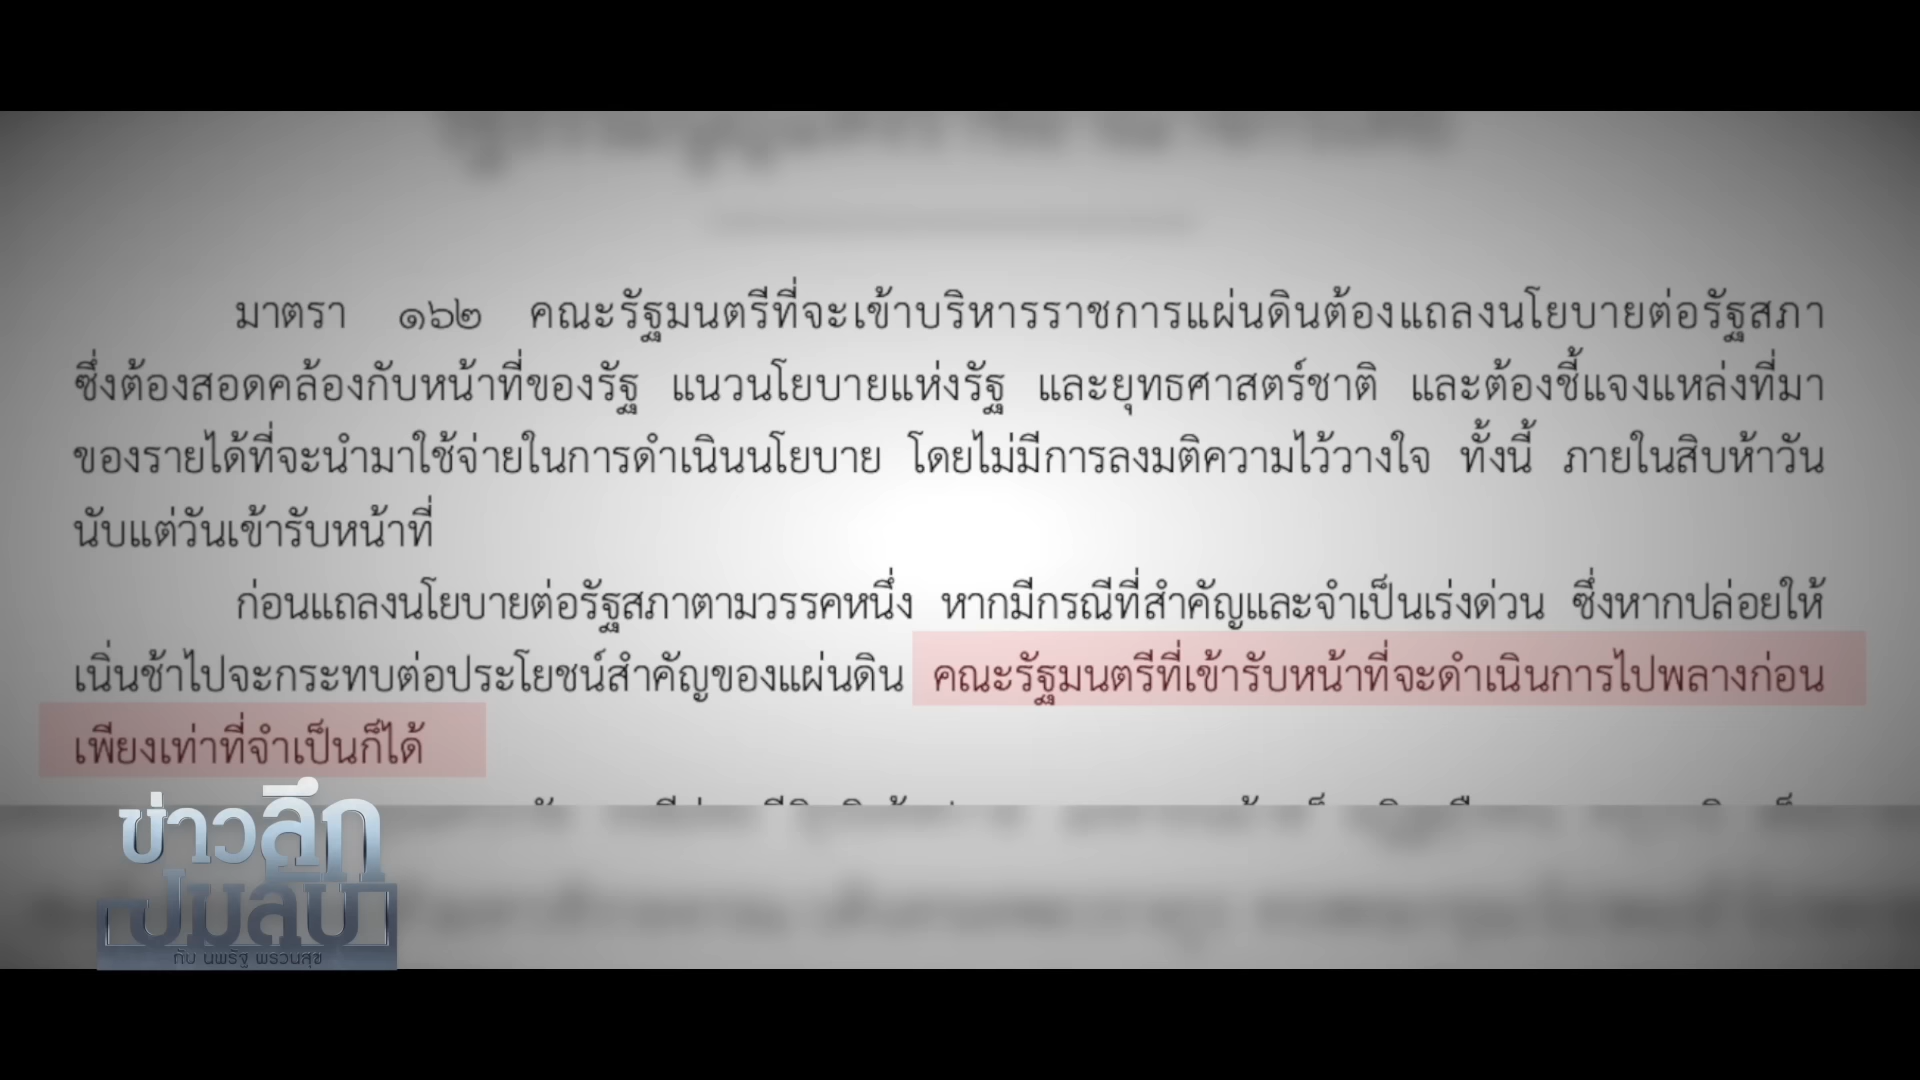 มาตรา ๑๖๒ คณะรัฐมนตรีที่จะเข้าบริหารราชการแผ่นดินต้องแถลงนโยบายต่อรัฐสภา
ซึ่งต้องสอดคล้องกับหน้าที่ของรัฐ แนวนโยบายแห่งรัฐ และยุทธศาสตร์ชาติ และต้องชี้แจงแหล่งที่มา
ของรายได้ที่จะนำมาใช้จ่ายในการดำเนินนโยบาย โดยไม่มีการลงมติความไว้วางใจ ทั้งนี้ ภายในสิบห้าวัน
นับแต่วันเข้ารับหน้าที่
ก่อนแถลงนโยบายต่อรัฐสภาตามวรรคหนึ่ง หากมีกรณีที่สำคัญและจำเป็นเร่งด่วน ซึ่งหากปล่อยให้
เนิ่นช้าไปจะกระทบต่อประโยชน์สำคัญของแผ่นดิน คณะรัฐมนตรีที่เข้ารับหน้าที่จะดำเนินการไปพลางก่อน
เพียงเท่าที่จำเป็นก็ได้
ข่าวลึก
ปมลับ
กับ นพรัฐ พรวนสุข